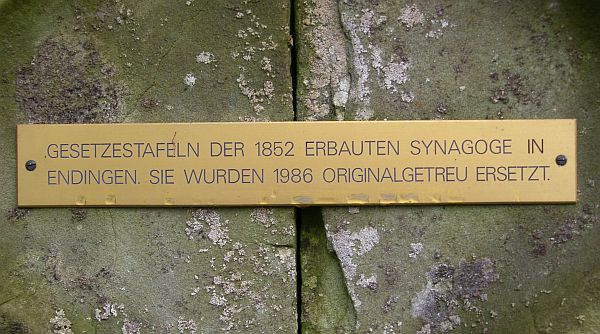 GESETZESTAFELN DER 1852 ERBAUTEN SYNAGOGE IN
ENDINGEN. SIE WURDEN 1986 ORIGINALGETREU ERSETZT.